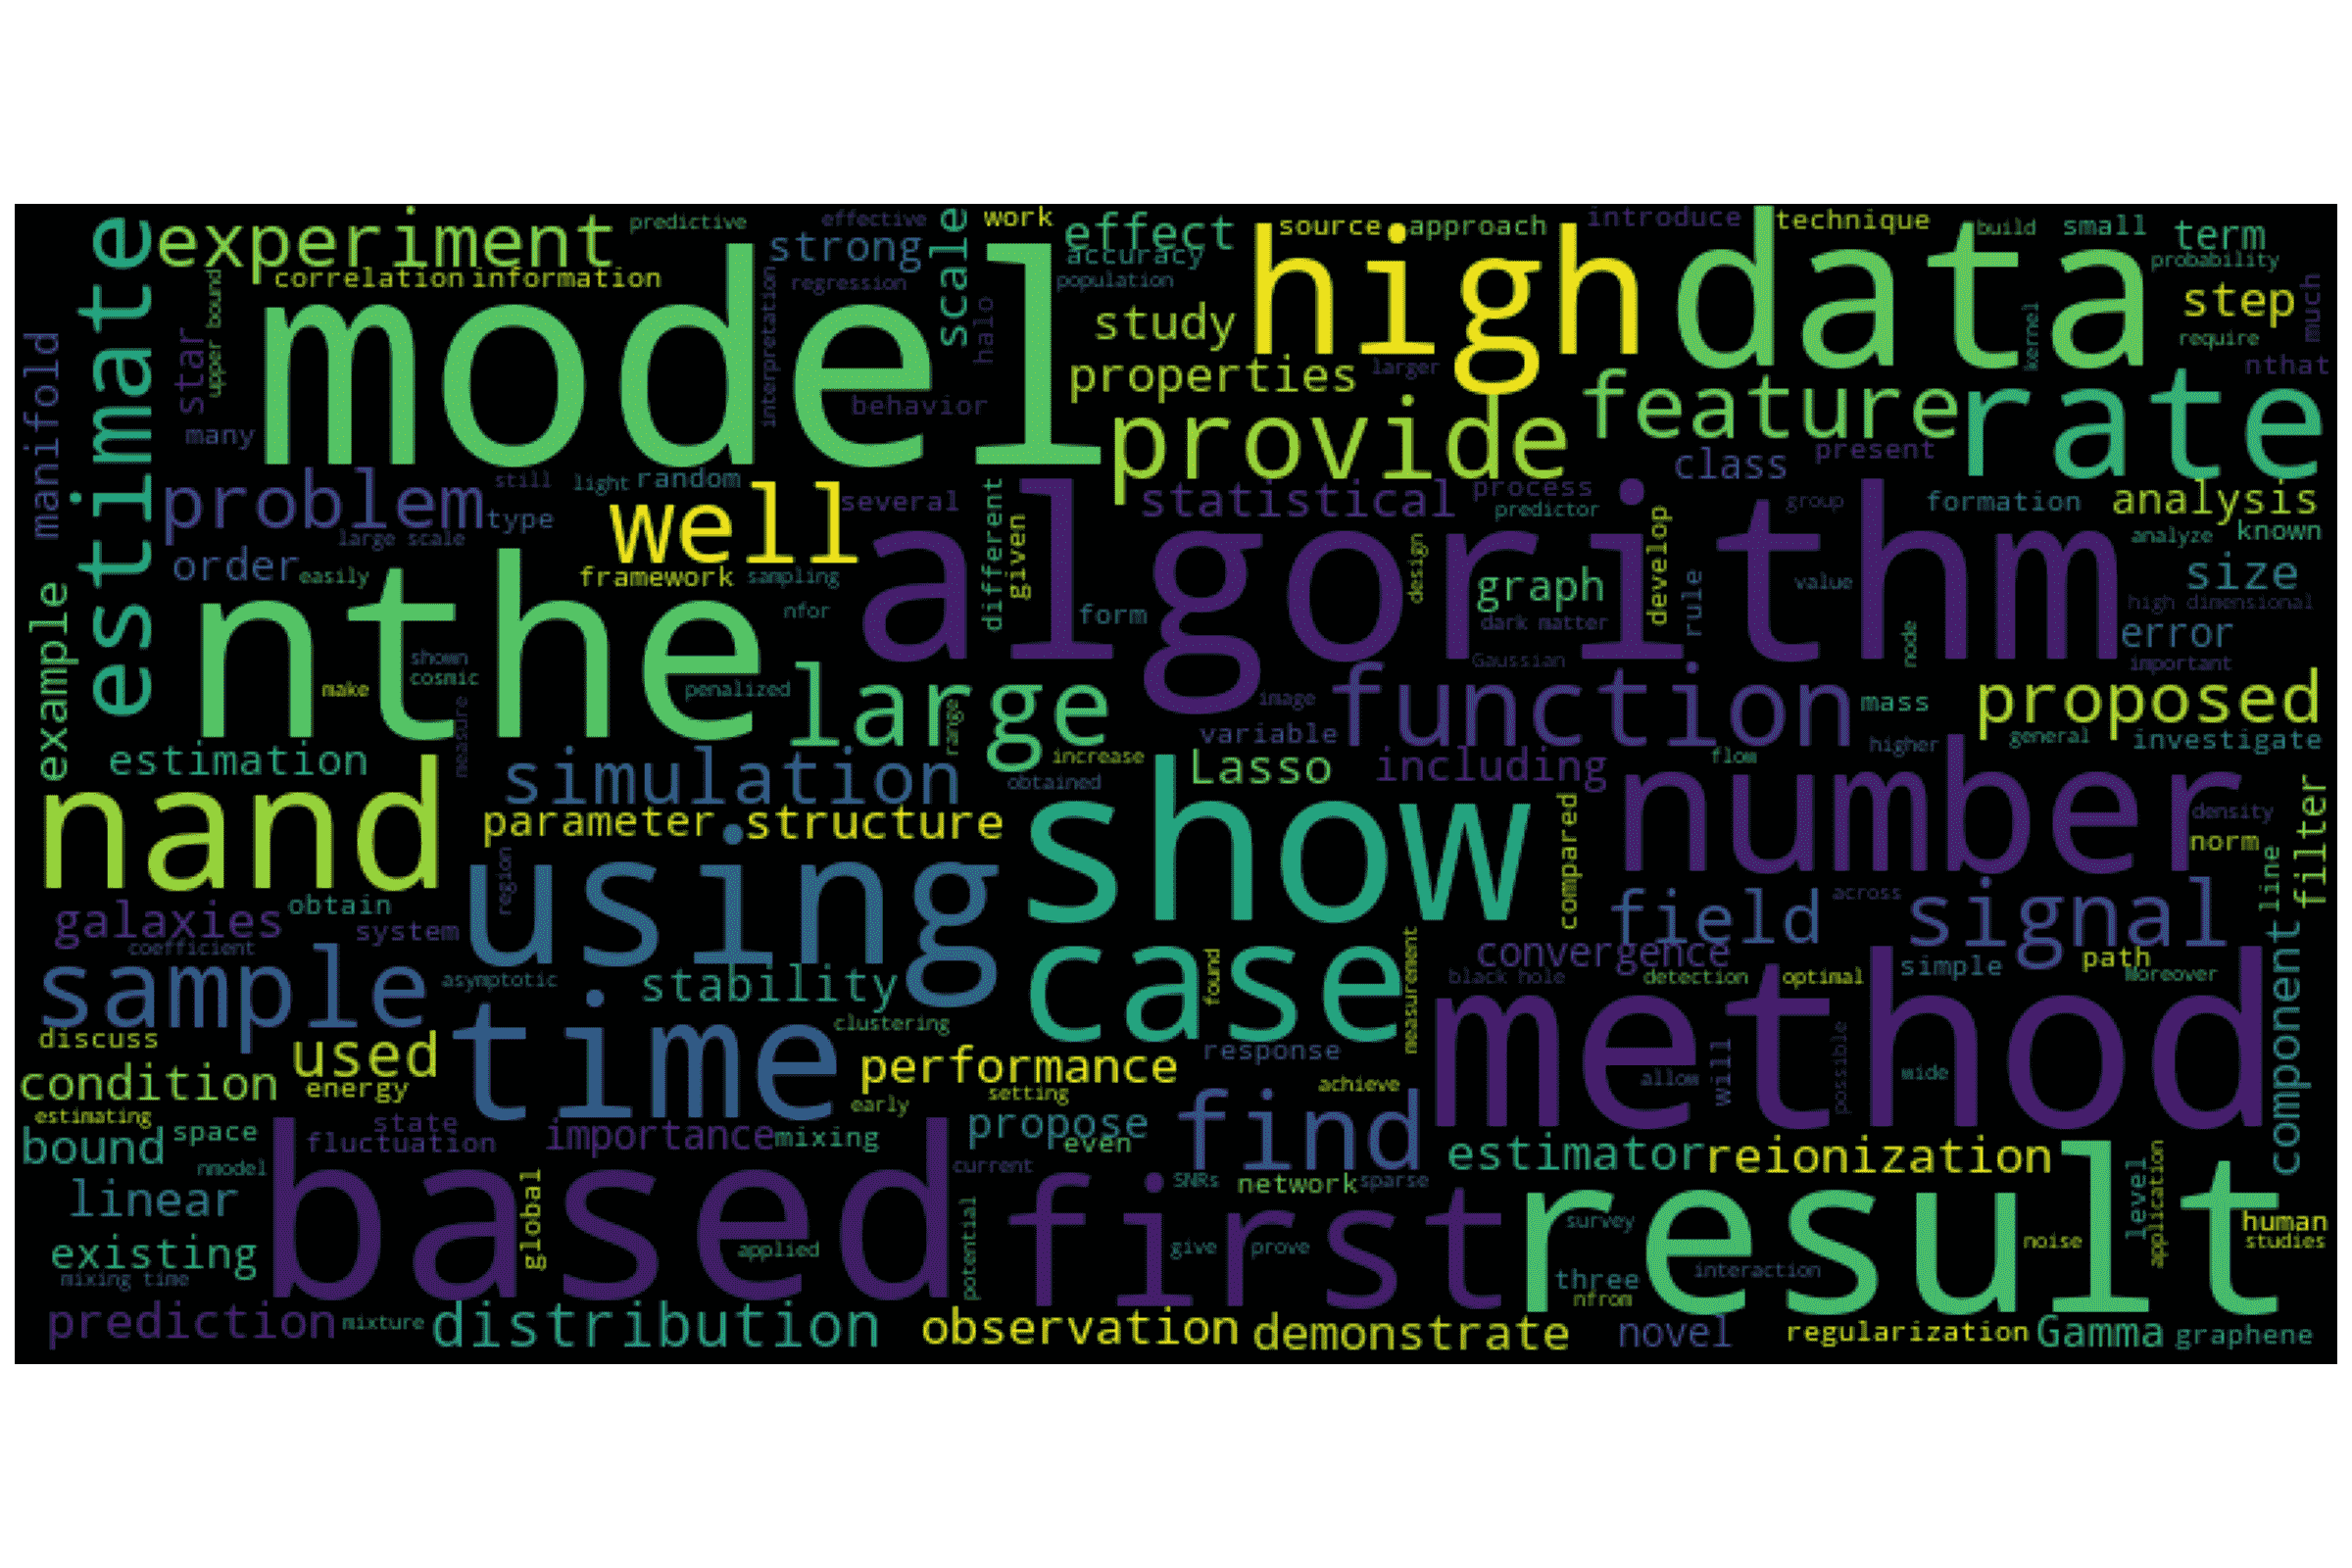 experiment
predictive
effective
work
source
approach
introduce
technique
build
small
term
estimate
correlation
information
strong
scale
effect
accuracy
population
high
data
probability
step
much
require
upper bound
star
many
manifold
model
regression
interpretation
halo
behavior
study
properties
larger
provide
feature
kernel
rate
nthat
class
present
problem
still
light
random
type
large scale
well
several
different
given
statistical
process
predictor
design
develop
group
formation
analysis
known
analyze
order
easily
framework
sampling
algorithm
graph
rule
value
size
high dimensional
example
nthe
nfor
form
dark matter
node
error
important
shown
cosmic
make
penalized
large
range
Gaussian
image
function
mass
proposed
measure
variable
general
investigate
higher
estimation
simulation
increase
obtained
Lasso
including
flow
number
density
norm
filter
line
nand
parameter
structure
using
region
show
compared
galaxies
obtain
system
coefficient
field
across
signal
sample
asymptotic
stability
case
found
measurement
convergence
black hole
detection
optimal
simple
path
Moreover
component
discuss
used
time
clustering
method
condition
energy
performance
response
setting
achieve
early
allow
will
possible
wide
estimating
state
fluctuation
importance
mixing
propose
even
find
bound
space
nmodel
based
current
first
SNRs
network
sparse
estimator
reionization
result
level
application
linear
global
existing
mixing time
applied
potential
give
prove
survey
three
nfrom
interaction
noise
human
studies
prediction
mixture
distribution
observation
demonstrate
novel
regularization
Gamma
graphene